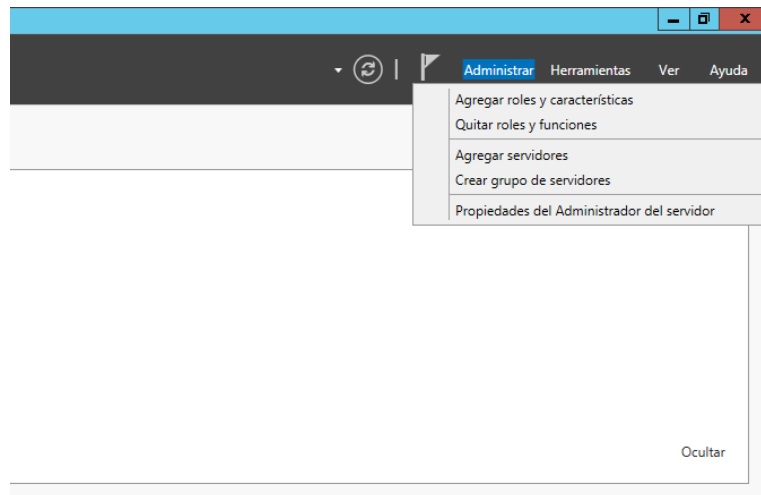 Administrar Herramientas Ver Ayuda
Agregar roles y características
Quitar roles y funciones
Agregar servidores
Crear grupo de servidores
Propiedades del Administrador del servidor
Ocultar